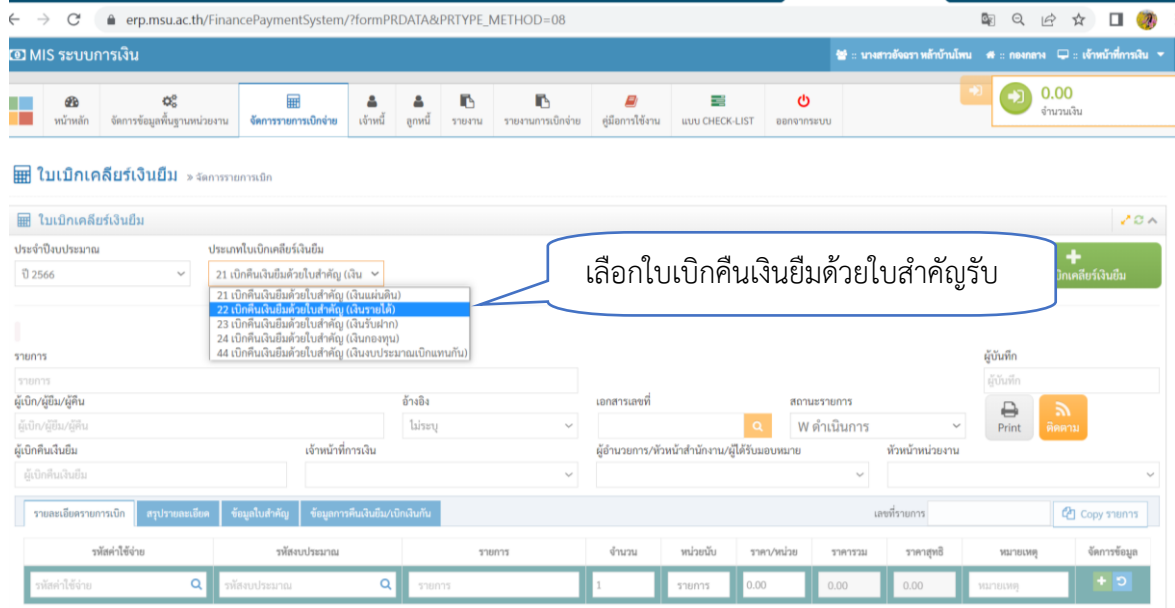 erp.msu.ac.th/FinancePaymentSystem/?formPRDATA&PRTYPE_METHOD=08
MIS ระบบการเงิน
:: นางสาวอัจฉรา หล้าบ้านโพน :: กองกลาง :: เจ้าหน้าที่การเงิน
หน้าหลัก จัดการข้อมูลพื้นฐานหน่วยงาน จัดการรายการเบิกจ่าย เจ้าหนี้ ลูกหนี้ รายงาน รายงานการเบิกจ่าย คู่มือการใช้งาน แบบ CHECK-LIST ออกจากระบบ
0.00
จำนวนเงิน
ใบเบิกเคลียร์เงินยืม » จัดการรายการเบิก
ใบเบิกเคลียร์เงินยืม
ประจำปีงบประมาณ ประเภทใบเบิกเคลียร์เงินยืม
ปี 2566 21 เบิกคืนเงินยืมด้วยใบสำคัญ (เงิน
เลือกใบเบิกคืนเงินยืมด้วยใบสำคัญรับ
+
บิกเคลียร์เงินยืม
21 เบิกคืนเงินยืมด้วยใบสำคัญ (เงินแผ่นดิน)
22 เบิกคืนเงินยืมด้วยใบสำคัญ (เงินรายได้)
23 เบิกคืนเงินยืมด้วยใบสำคัญ (เงินรับฝาก)
24 เบิกคืนเงินยืมด้วยใบสำคัญ (เงินกองทุน)
44 เบิกคืนเงินยืมด้วยใบสำคัญ (เงินงบประมาณเบิกแทนกัน)
รายการ ผู้บันทึก
รายการ ผู้บันทึก
ผู้เบิก/ผู้ยืม/ผู้คืน อ้างอิง เอกสารเลขที่ สถานะรายการ
ผู้เบิก/ผู้ยืม/ผู้คืน ไม่ระบุ W ดำเนินการ Print ติดตาม
ผู้เบิกคืนเงินยืม เจ้าหน้าที่การเงิน ผู้อำนวยการ/หัวหน้าสำนักงาน/ผู้ได้รับมอบหมาย หัวหน้าหน่วยงาน
ผู้เบิกคืนเงินยืม
รายละเอียดรายการเบิก สรุปรายละเอียด ข้อมูลใบสำคัญ ข้อมูลการคืนเงินยืม/เบิกเงินกัน เลขที่รายการ Copy รายการ
รหัสค่าใช้จ่าย รหัสงบประมาณ รายการ จำนวน หน่วยนับ ราคา/หน่วย ราคารวม ราคาสุทธิ หมายเหตุ จัดการข้อมูล
รหัสค่าใช้จ่าย รหัสงบประมาณ รายการ 1 รายการ 0.00 0.00 0.00 หมายเหตุ +